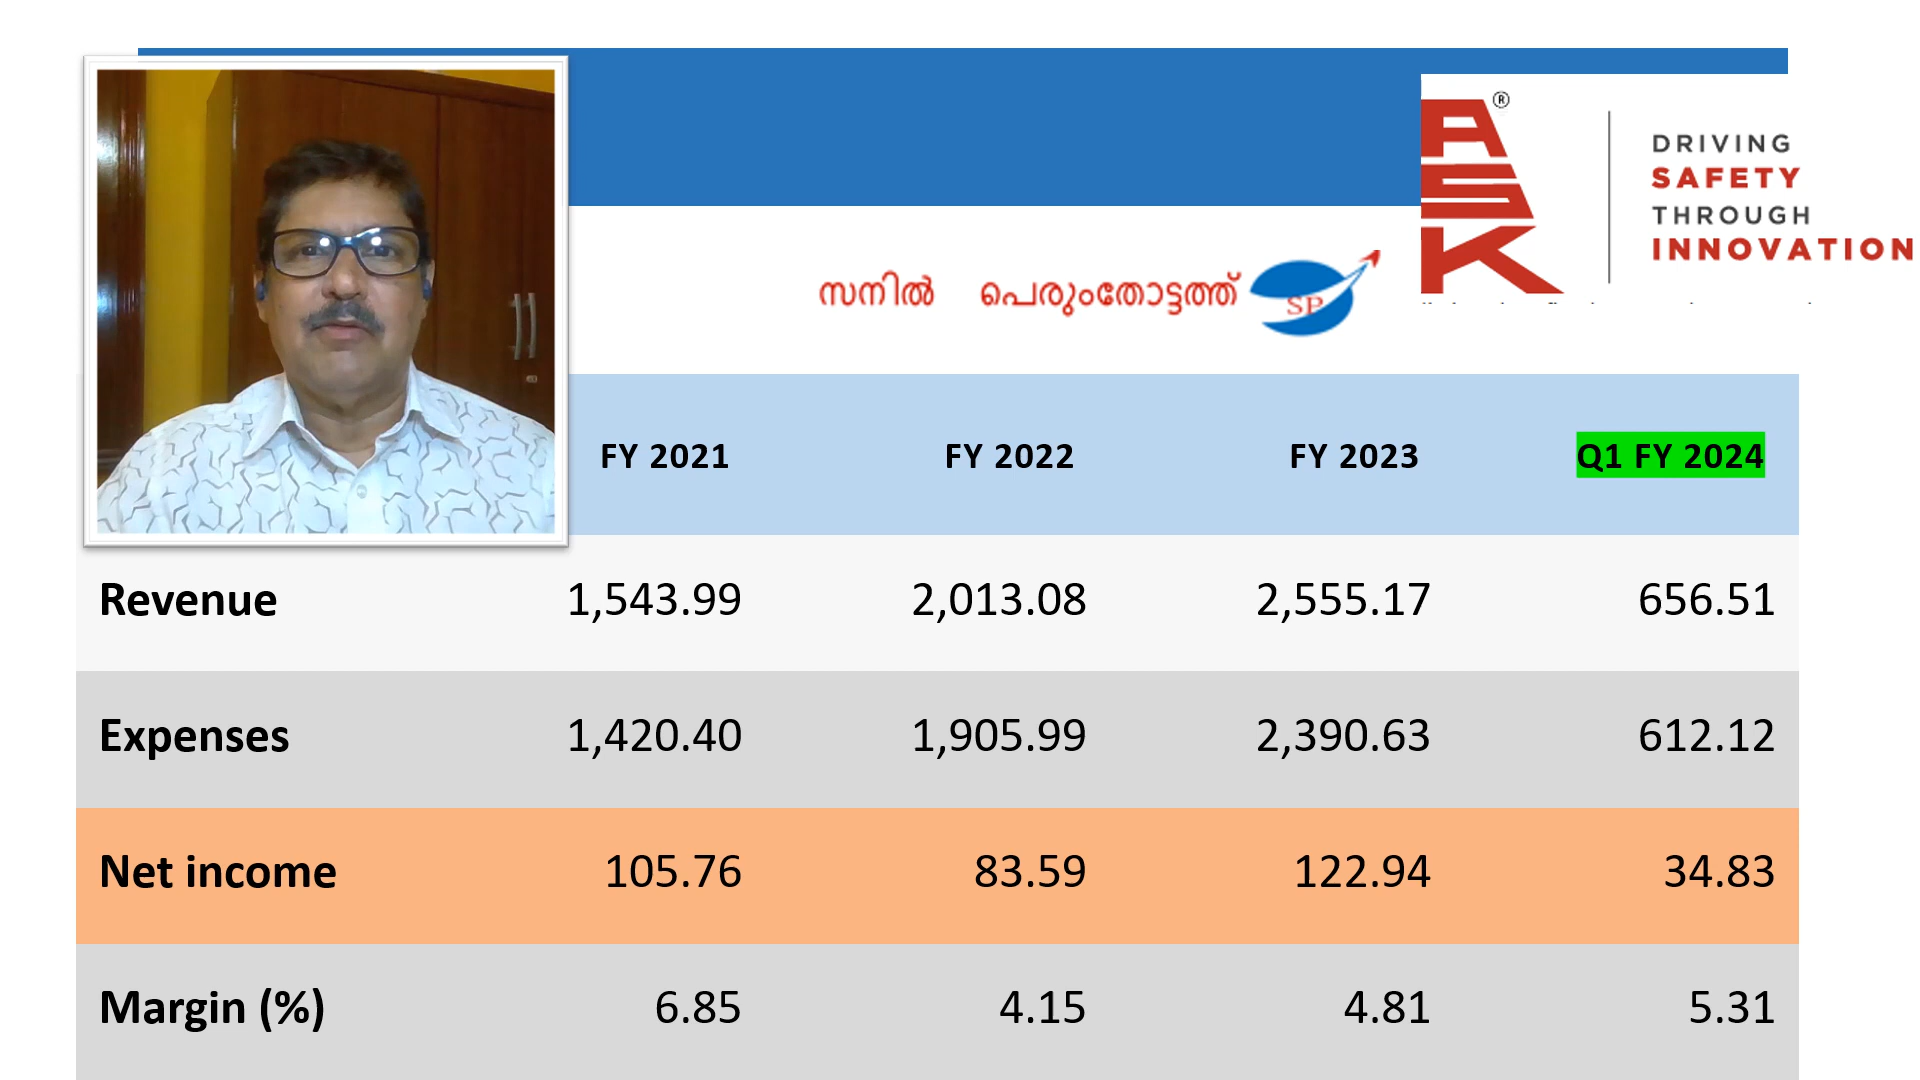 ASK®
DRIVING
SAFETY
THROUGH
INNOVATION
സനിൽ പെരുംതോട്ടത്ത് SP
FY 2021 FY 2022 FY 2023 Q1 FY 2024
Revenue 1,543.99 2,013.08 2,555.17 656.51
Expenses 1,420.40 1,905.99 2,390.63 612.12
Net income 105.76 83.59 122.94 34.83
Margin (%) 6.85 4.15 4.81 5.31